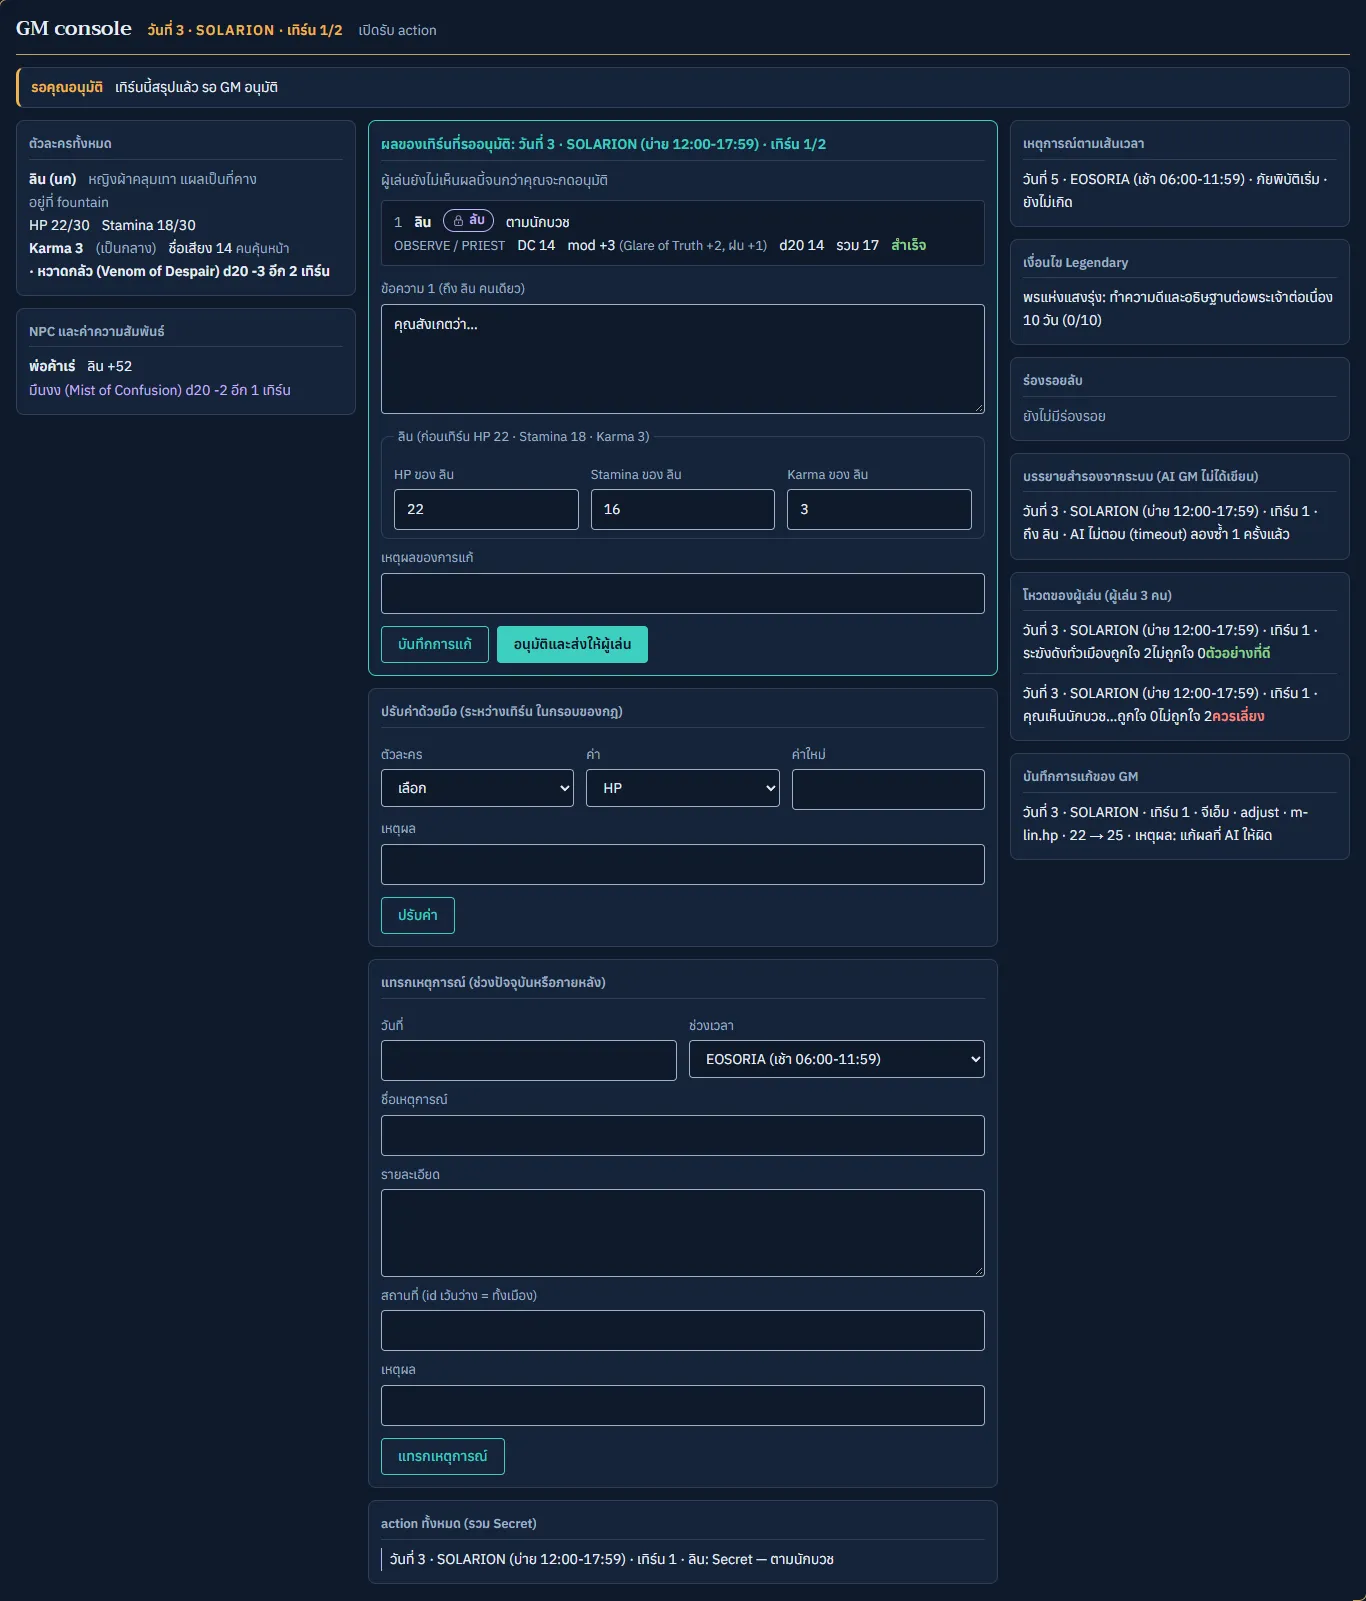 GM console วันที่ 3 · SOLARION · เทิร์น 1/2 เปิดรับ action
รอคุณอนุมัติ เทิร์นนี้สรุปแล้ว รอ GM อนุมัติ
ตัวละครทั้งหมด
ลิน (นก) หญิงผ้าคลุมเทา แผลเป็นที่คาง
อยู่ที่ fountain
HP 22/30 Stamina 18/30
Karma 3 (เป็นกลาง) ชื่อเสียง 14 คนคุ้นหน้า
· หวาดกลัว (Venom of Despair) d20 -3 อีก 2 เทิร์น
NPC และค่าความสัมพันธ์
พ่อค้าเร่ ลิน +52
มึนงง (Mist of Confusion) d20 -2 อีก 1 เทิร์น
ผลของเทิร์นที่รออนุมัติ: วันที่ 3 · SOLARION (บ่าย 12:00-17:59) · เทิร์น 1/2
ผู้เล่นยังไม่เห็นผลนี้จนกว่าคุณจะกดอนุมัติ
1 ลิน ลับ ตามนักบวช
OBSERVE / PRIEST DC 14 mod +3 (Glare of Truth +2, ฝน +1) d20 14 รวม 17 สำเร็จ
ข้อความ 1 (ถึง ลิน คนเดียว)
คุณสังเกตว่า...
ลิน (ก่อนเทิร์น HP 22 · Stamina 18 · Karma 3)
HP ของ ลิน Stamina ของ ลิน Karma ของ ลิน
22 16 3
เหตุผลของการแก้
บันทึกการแก้ อนุมัติและส่งให้ผู้เล่น
ปรับค่าด้วยมือ (ระหว่างเทิร์น ในกรอบของกฎ)
ตัวละคร ค่า ค่าใหม่
เลือก HP
เหตุผล
ปรับค่า
แทรกเหตุการณ์ (ช่วงปัจจุบันหรือภายหลัง)
วันที่ ช่วงเวลา
EOSORIA (เช้า 06:00-11:59)
ชื่อเหตุการณ์
รายละเอียด
สถานที่ (id เว้นว่าง = ทั้งเมือง)
เหตุผล
แทรกเหตุการณ์
action ทั้งหมด (รวม Secret)
วันที่ 3 · SOLARION (บ่าย 12:00-17:59) · เทิร์น 1 · ลิน: Secret — ตามนักบวช
เหตุการณ์ตามเส้นเวลา
วันที่ 5 · EOSORIA (เช้า 06:00-11:59) · ภัยพิบัติเริ่ม ·
ยังไม่เกิด
เงื่อนไข Legendary
พรแห่งแสงรุ่ง: ทำความดีและอธิษฐานต่อพระเจ้าต่อเนื่อง
10 วัน (0/10)
ร่องรอยลับ
ยังไม่มีร่องรอย
บรรยายสำรองจากระบบ (AI GM ไม่ได้เขียน)
วันที่ 3 · SOLARION (บ่าย 12:00-17:59) · เทิร์น 1 ·
ถึง ลิน · AI ไม่ตอบ (timeout) ลองซ้ำ 1 ครั้งแล้ว
โหวตของผู้เล่น (ผู้เล่น 3 คน)
วันที่ 3 · SOLARION (บ่าย 12:00-17:59) · เทิร์น 1 ·
ระฆังดังทั่วเมืองถูกใจ 2ไม่ถูกใจ 0ตัวอย่างที่ดี
วันที่ 3 · SOLARION (บ่าย 12:00-17:59) · เทิร์น 1 ·
คุณเห็นนักบวช...ถูกใจ 0ไม่ถูกใจ 2ควรเลี่ยง
บันทึกการแก้ของ GM
วันที่ 3 · SOLARION · เทิร์น 1 · จีเอ็ม · adjust · m-
lin.hp · 22 → 25 · เหตุผล: แก้ผลที่ AI ให้ผิด